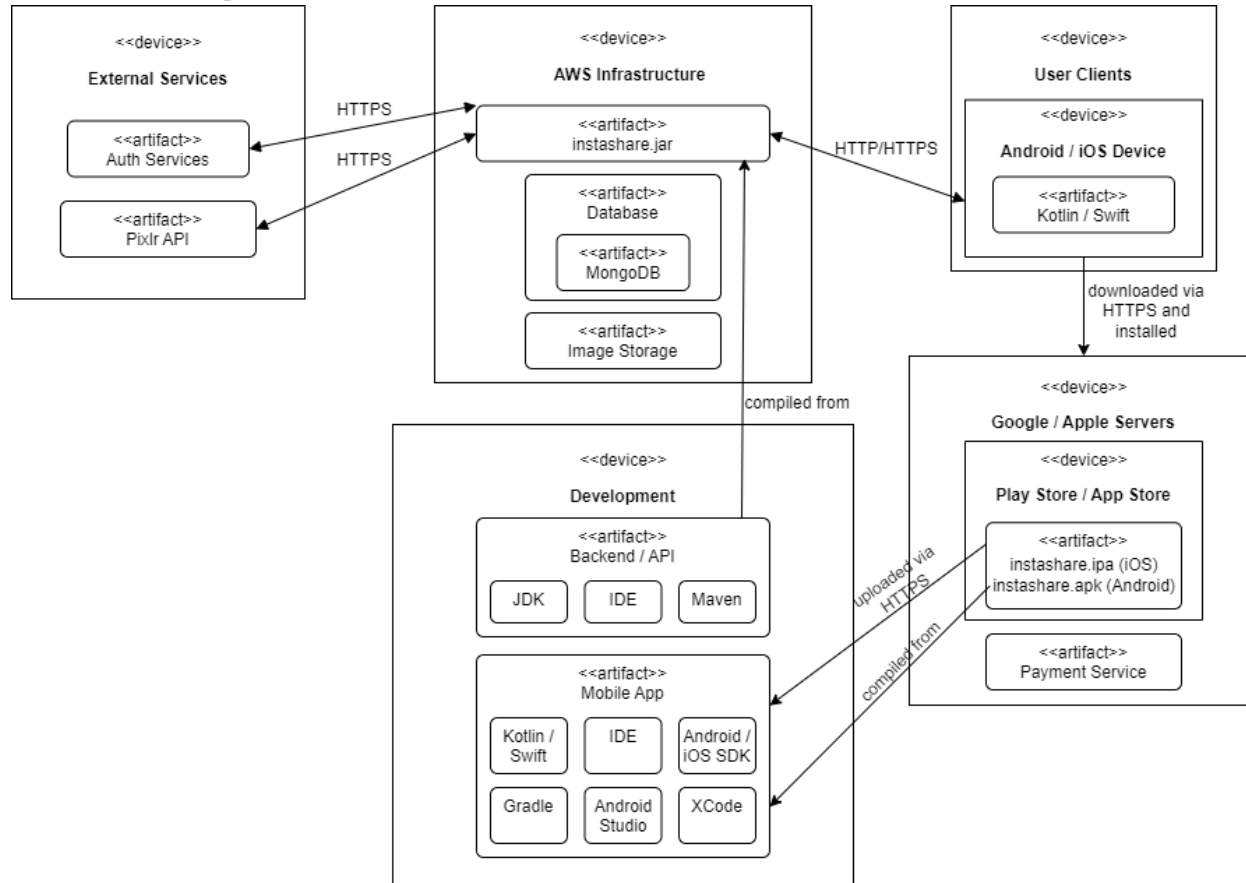 <<device>>
External Services
<<artifact>>
Auth Services
<<artifact>>
Pixlr API
HTTPS
HTTPS
<<device>>
AWS Infrastructure
<<artifact>>
instashare.jar
<<artifact>>
Database
<<artifact>>
MongoDB
<<artifact>>
Image Storage
HTTP/HTTPS
<<device>>
User Clients
<<device>>
Android / iOS Device
<<artifact>>
Kotlin / Swift
downloaded via
HTTPS and
installed
compiled from
<<device>>
Development
<<artifact>>
Backend / API
JDK
IDE
Maven
<<artifact>>
Mobile App
Kotlin /
Swift
IDE
Android /
iOS SDK
Gradle
Android
Studio
XCode
uploaded via
HTTPS
compiled from
<<device>>
Google / Apple Servers
<<device>>
Play Store / App Store
<<artifact>>
instashare.ipa (iOS)
instashare.apk (Android)
<<artifact>>
Payment Service